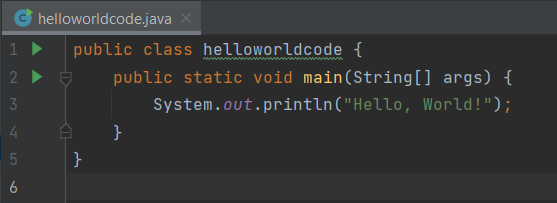 helloworldcode.java
1 public class helloworldcode {
2 public static void main(String[] args) {
3 System.out.println("Hello, World!");
4 }
5 }
6